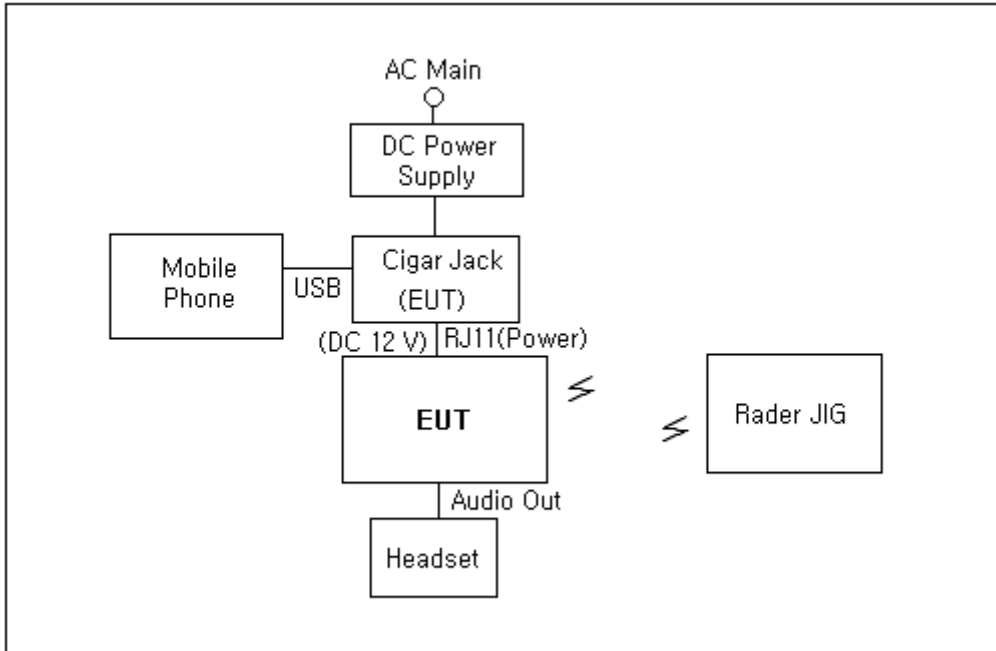 AC Main
DC Power
Supply
Mobile
Phone
USB
Cigar Jack
(EUT)
(DC 12 V) RJ11(Power)
EUT
Rader JIG
Audio Out
Headset